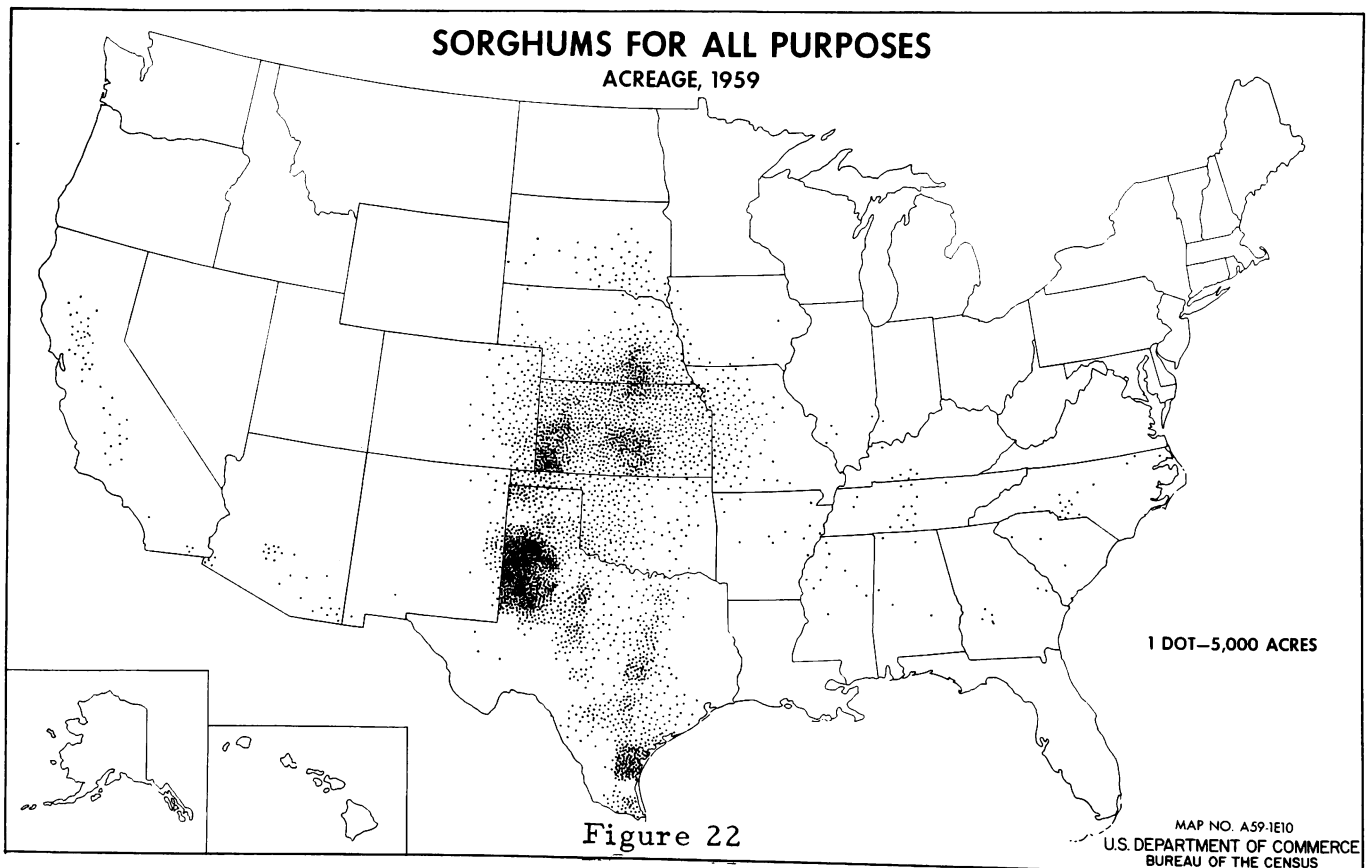 SORGHUMS FOR ALL PURPOSES
ACREAGE, 1959
1 DOT—5,000 ACRES
Figure 22
MAP NO. A59-1E10
U.S. DEPARTMENT OF COMMERCE
BUREAU OF THE CENSUS